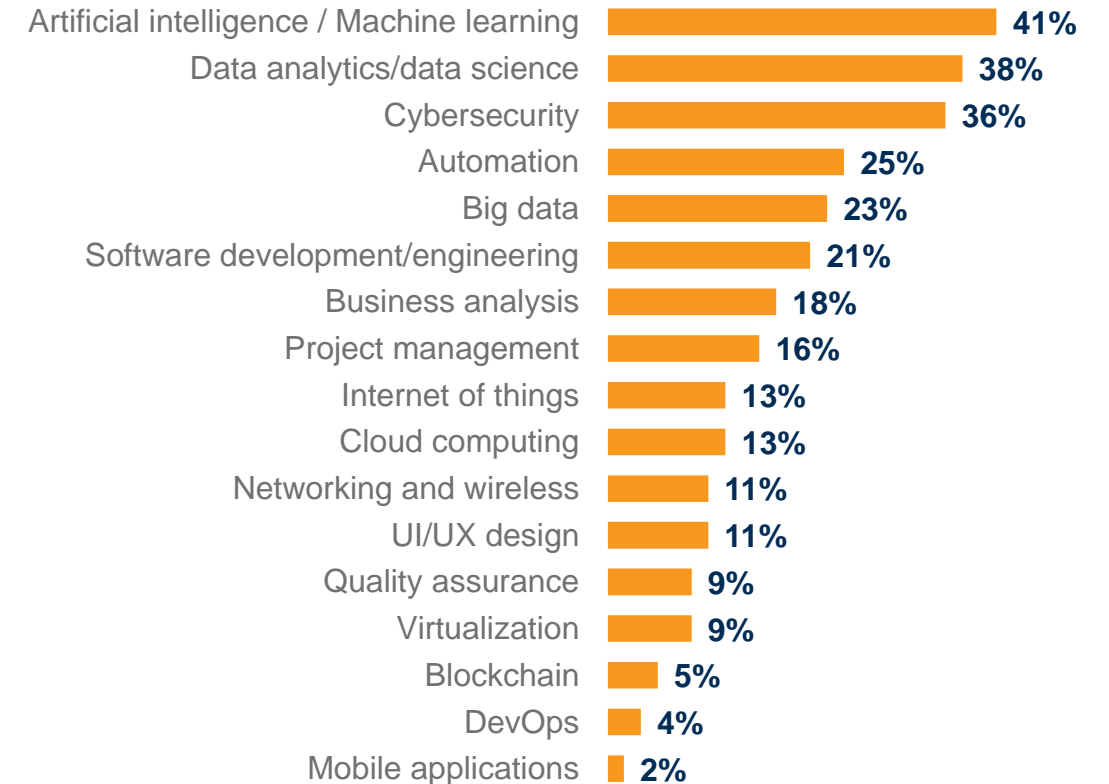 Artificial intelligence / Machine learning 41%
Data analytics/data science 38%
Cybersecurity 36%
Automation 25%
Big data 23%
Software development/engineering 21%
Business analysis 18%
Project management 16%
Internet of things 13%
Cloud computing 13%
Networking and wireless 11%
UI/UX design 11%
Quality assurance 9%
Virtualization 9%
Blockchain 5%
DevOps 4%
Mobile applications 2%